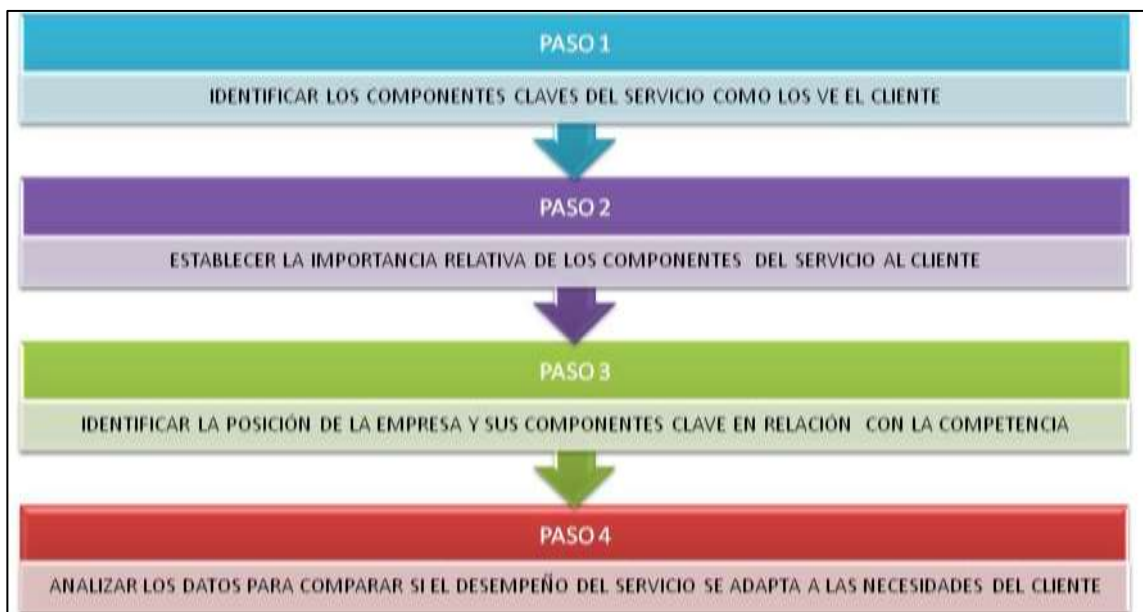 PASO 1
IDENTIFICAR LOS COMPONENTES CLAVES DEL SERVICIO COMO LOS VE EL CLIENTE
PASO 2
ESTABLECER LA IMPORTANCIA RELATIVA DE LOS COMPONENTES DEL SERVICIO AL CLIENTE
PASO 3
IDENTIFICAR LA POSICIÓN DE LA EMPRESA Y SUS COMPONENTES CLAVE EN RELACIÓN CON LA COMPETENCIA
PASO 4
ANALIZAR LOS DATOS PARA COMPARAR SI EL DESEMPEÑO DEL SERVICIO SE ADAPTA A LAS NECESIDADES DEL CLIENTE